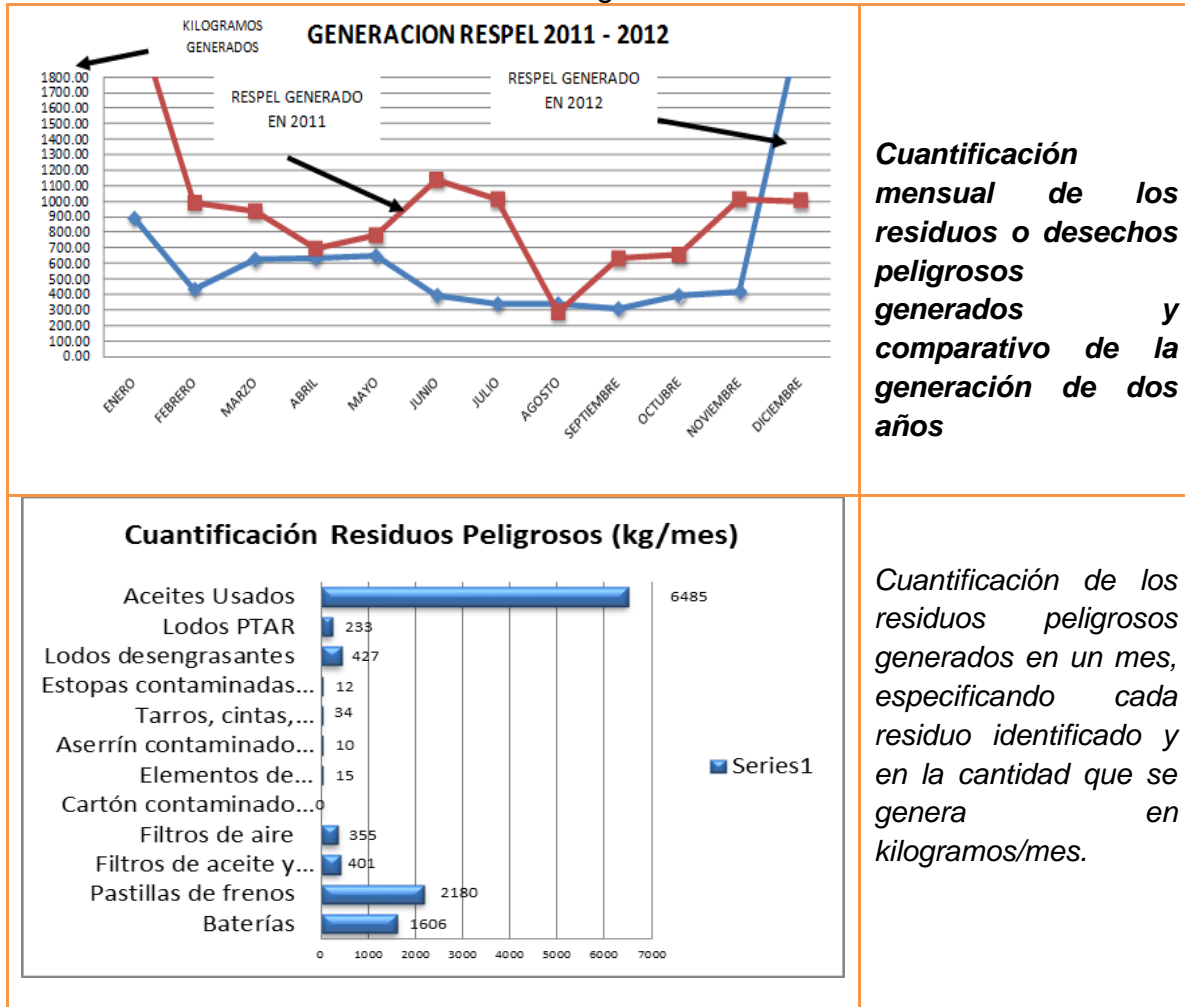 KILOGRAMOS
GENERADOS
GENERACION RESPEL 2011 - 2012
1800.00
1700.00
1600.00
1500.00
1400.00
1300.00
1200.00
1100.00
1000.00
900.00
800.00
700.00
600.00
500.00
400.00
300.00
200.00
100.00
0.00
RESPEL GENERADO
EN 2011
RESPEL GENERADO
EN 2012
ENERO
FEBRERO
MARZO
ABRIL
MAYO
JUNIO
JULIO
AGOSTO
SEPTIEMBRE
OCTUBRE
NOVIEMBRE
DICIEMBRE
Cuantificación
mensual de los
residuos o desechos
peligrosos
generados y
comparativo de la
generación de dos
años
Cuantificación Residuos Peligrosos (kg/mes)
Aceites Usados 6485
Lodos PTAR 233
Lodos desengrasantes 427
Estopas contaminadas... 12
Tarros, cintas,... 34
Aserrín contaminado... 10
Elementos de... 15
Cartón contaminado... 0
Filtros de aire 355
Filtros de aceite y... 401
Pastillas de frenos 2180
Baterías 1606
0 1000 2000 3000 4000 5000 6000 7000
Series1
Cuantificación de los
residuos peligrosos
generados en un mes,
especificando cada
residuo identificado y
en la cantidad que se
genera en
kilogramos/mes.